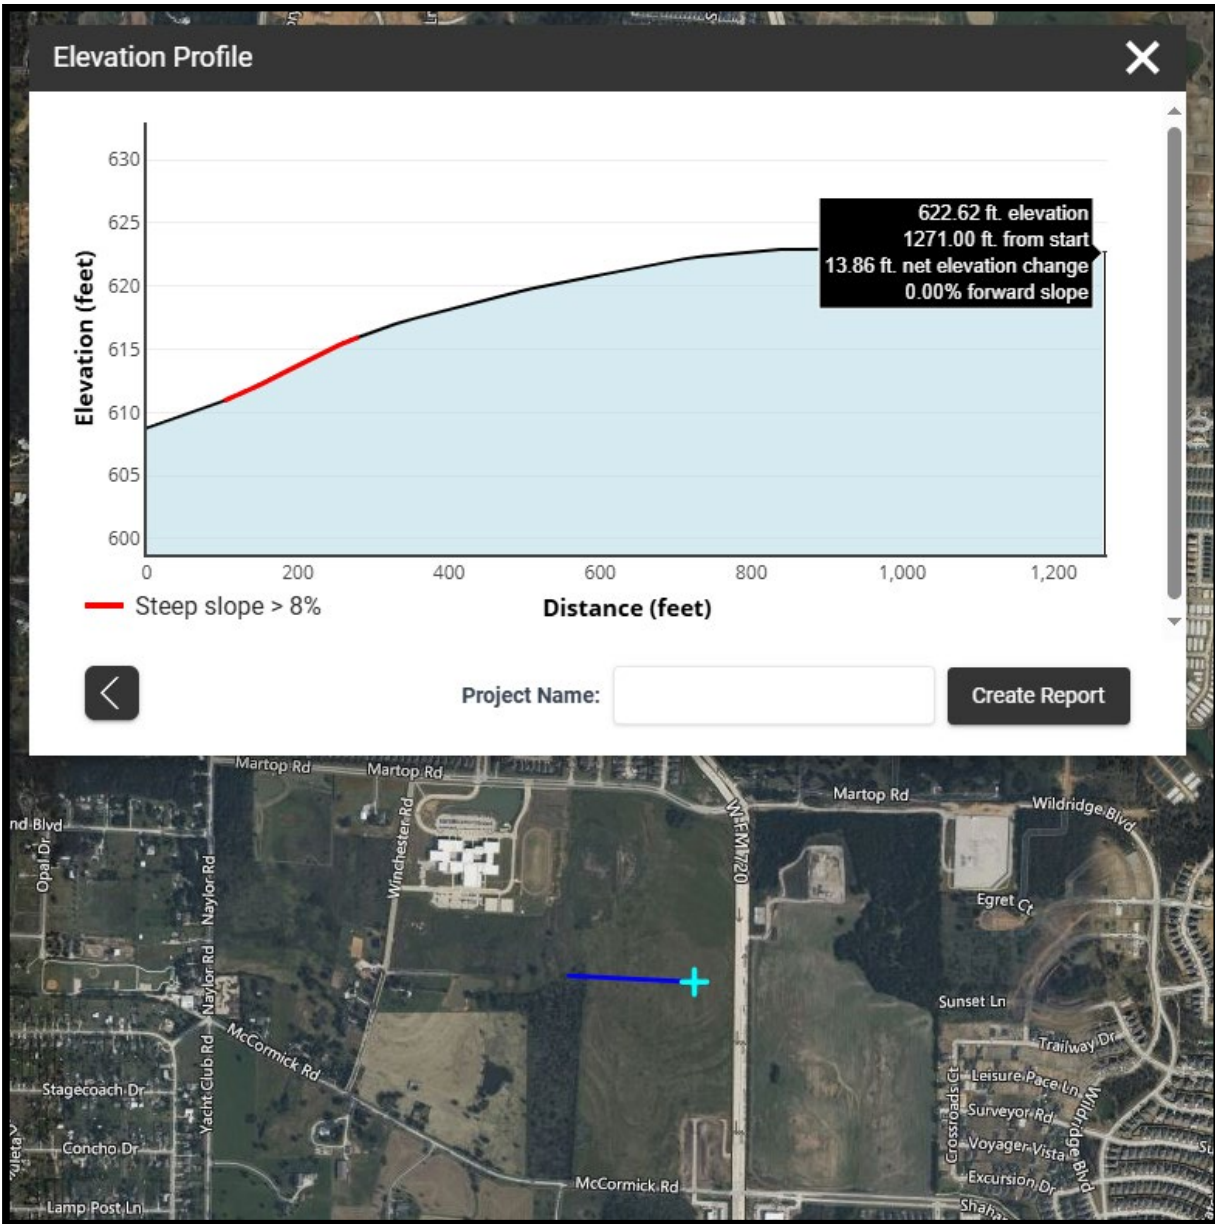 Elevation Profile
630
625
620
615
610
605
600
Elevation (feet)
622.62 ft. elevation
1271.00 ft. from start
13.86 ft. net elevation change
0.00% forward slope
0 200 400 600 800 1,000 1,200
Steep slope > 8%
Distance (feet)
Project Name:
Create Report
Martop Rd
Martop Rd
Martop Rd
Wildridge Blvd
nd Blvd
Opal Dr
Naylor Rd
Winchester Rd
W FM 720
Egret Ct
Naylor Rd
Sunset Ln
McCormick Rd
Yacht Club Rd
Trailway Dr
Stagecoach Dr
Crossroads Ct
Leisure Pace Ln
Wildridge Blvd
Surveyor Rd
Concho Dr
Voyager Vista
McCormick Rd
Excursion Dr
Lamp Post Ln
Shaha